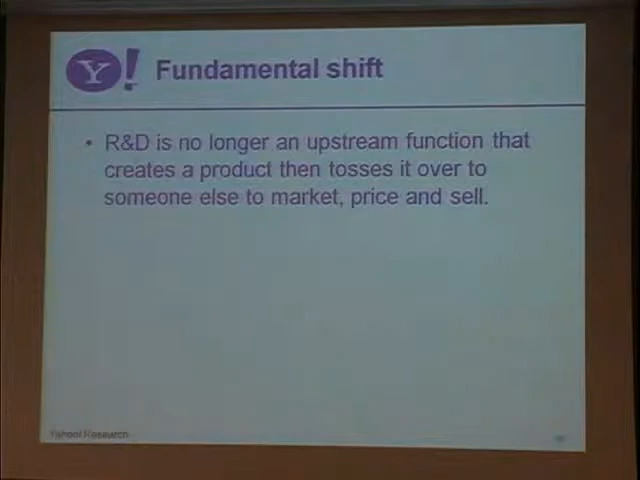 Y! Fundamental shift
• R&D is no longer an upstream function that
creates a product then tosses it over to
someone else to market, price and sell.
Yahoo! Research